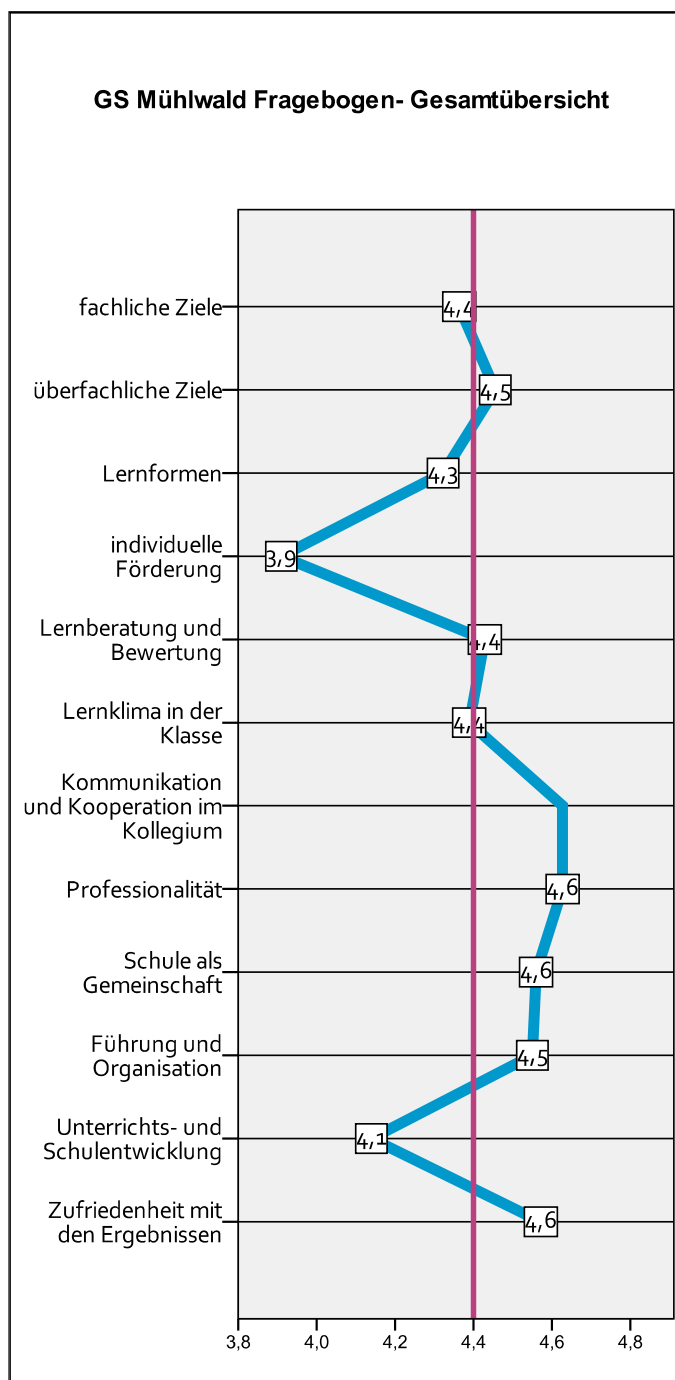 GS Mühlwald Fragebogen- Gesamtübersicht
fachliche Ziele
4,4
überfachliche Ziele
4,5
Lernformen
4,3
individuelle
Förderung
3,9
Lernberatung und
Bewertung
4,4
Lernklima in der
Klasse
4,4
Kommunikation
und Kooperation im
Kollegium
Professionalität
4,6
Schule als
Gemeinschaft
4,6
Führung und
Organisation
4,5
Unterrichts- und
Schulentwicklung
4,1
Zufriedenheit mit
den Ergebnissen
4,6
3,8 4,0 4,2 4,4 4,6 4,8